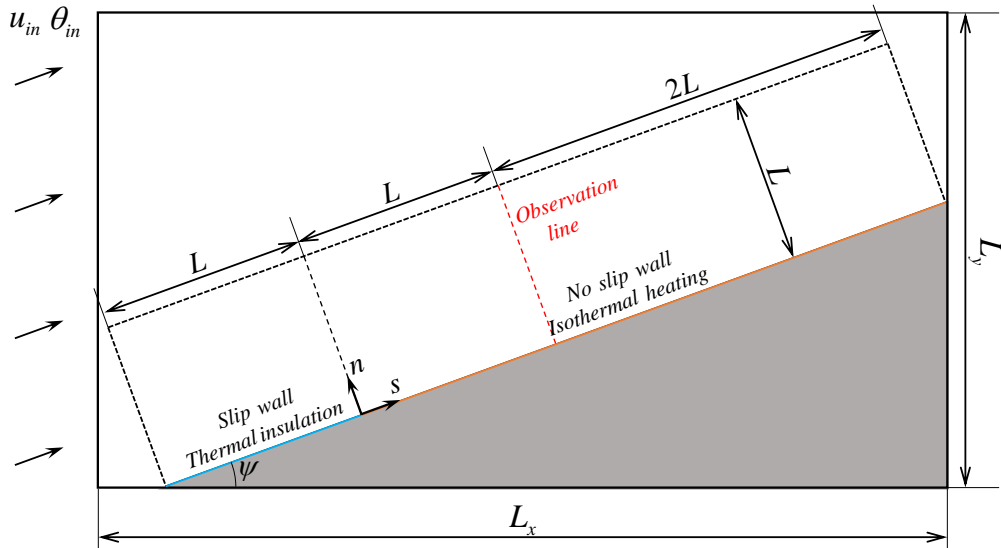 u_in θ_in
2L
L
L
L
Observation
line
No slip wall
Isothermal heating
L_y
n
s
Slip wall
Thermal insulation
ψ
L_x